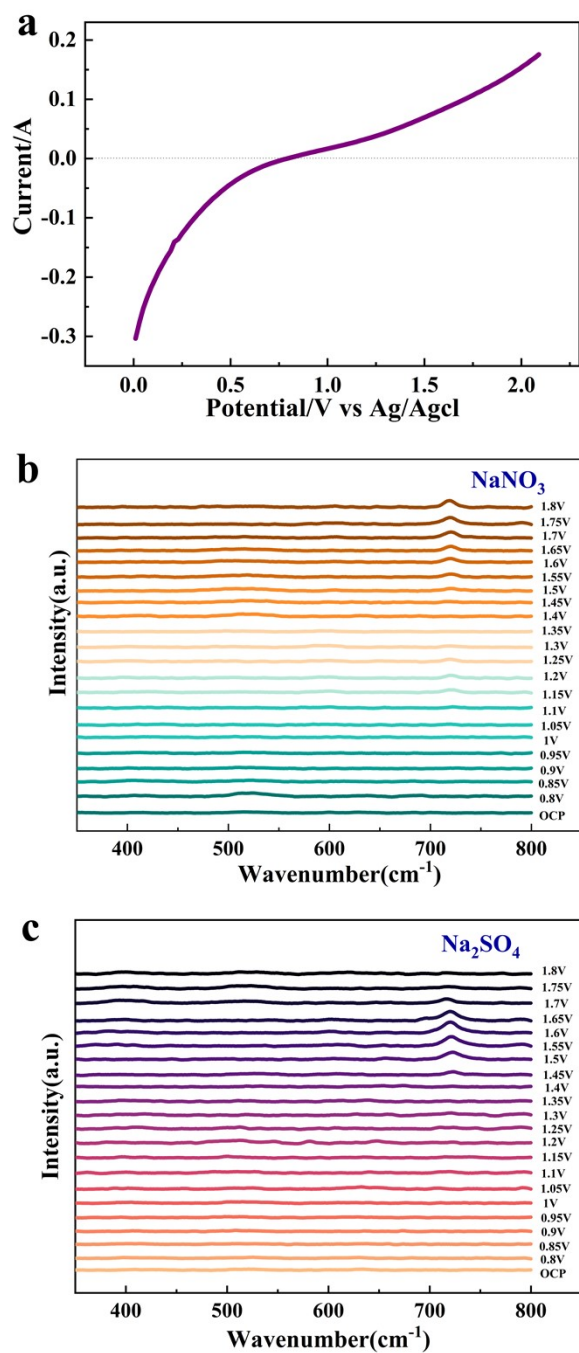 a
0.2
0.1
0.0
-0.1
-0.2
-0.3
Current/A
0.0 0.5 1.0 1.5 2.0
Potential/V vs Ag/Agcl
b
NaNO3
1.8V
1.75V
1.7V
1.65V
1.6V
1.55V
1.5V
1.45V
1.4V
1.35V
1.3V
1.25V
1.2V
1.15V
1.1V
1.05V
1V
0.95V
0.9V
0.85V
0.8V
OCP
Intensity(a.u.)
400 500 600 700 800
Wavenumber(cm-1)
c
Na2SO4
1.8V
1.75V
1.7V
1.65V
1.6V
1.55V
1.5V
1.45V
1.4V
1.35V
1.3V
1.25V
1.2V
1.15V
1.1V
1.05V
1V
0.95V
0.9V
0.85V
0.8V
OCP
Intensity(a.u.)
400 500 600 700 800
Wavenumber(cm-1)